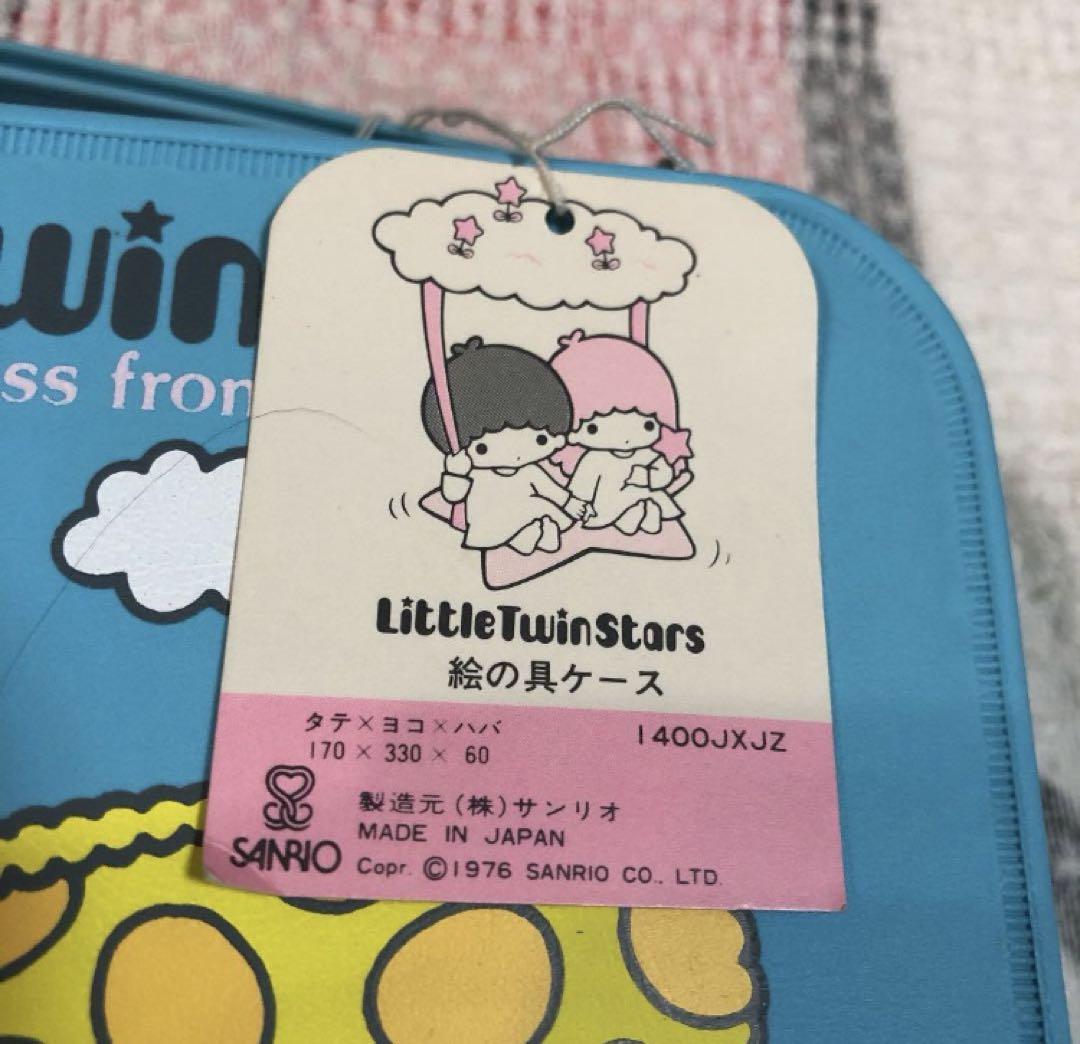 win
ss from
LittleTwinStars
絵の具ケース
タテ×ヨコ×ハバ
170 × 330 × 60
1400JXJZ
製造元(株)サンリオ
MADE IN JAPAN
SANRIO
Copr. ©1976 SANRIO CO., LTD.